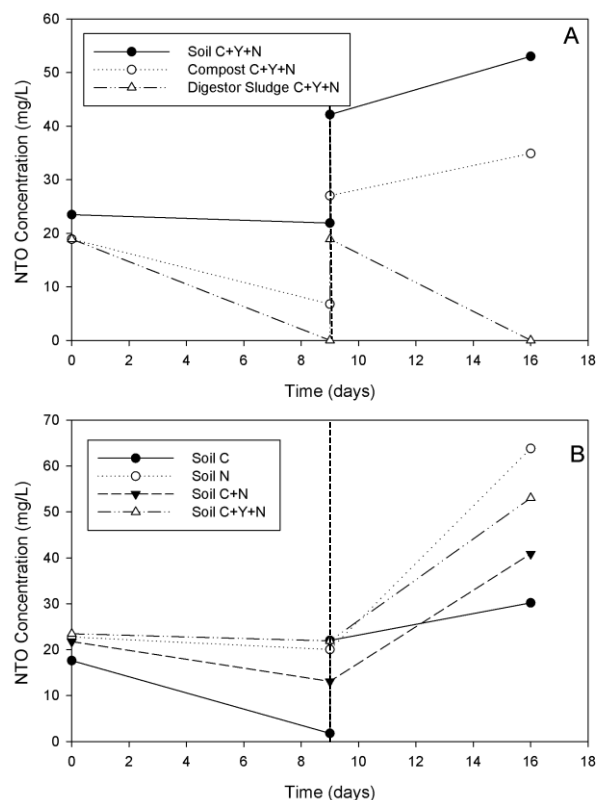 A
Soil C+Y+N
Compost C+Y+N
Digestor Sludge C+Y+N
NTO Concentration (mg/L)
60
50
40
30
20
10
0
0 2 4 6 8 10 12 14 16 18
Time (days)
B
Soil C
Soil N
Soil C+N
Soil C+Y+N
NTO Concentration (mg/L)
70
60
50
40
30
20
10
0
0 2 4 6 8 10 12 14 16 18
Time (days)